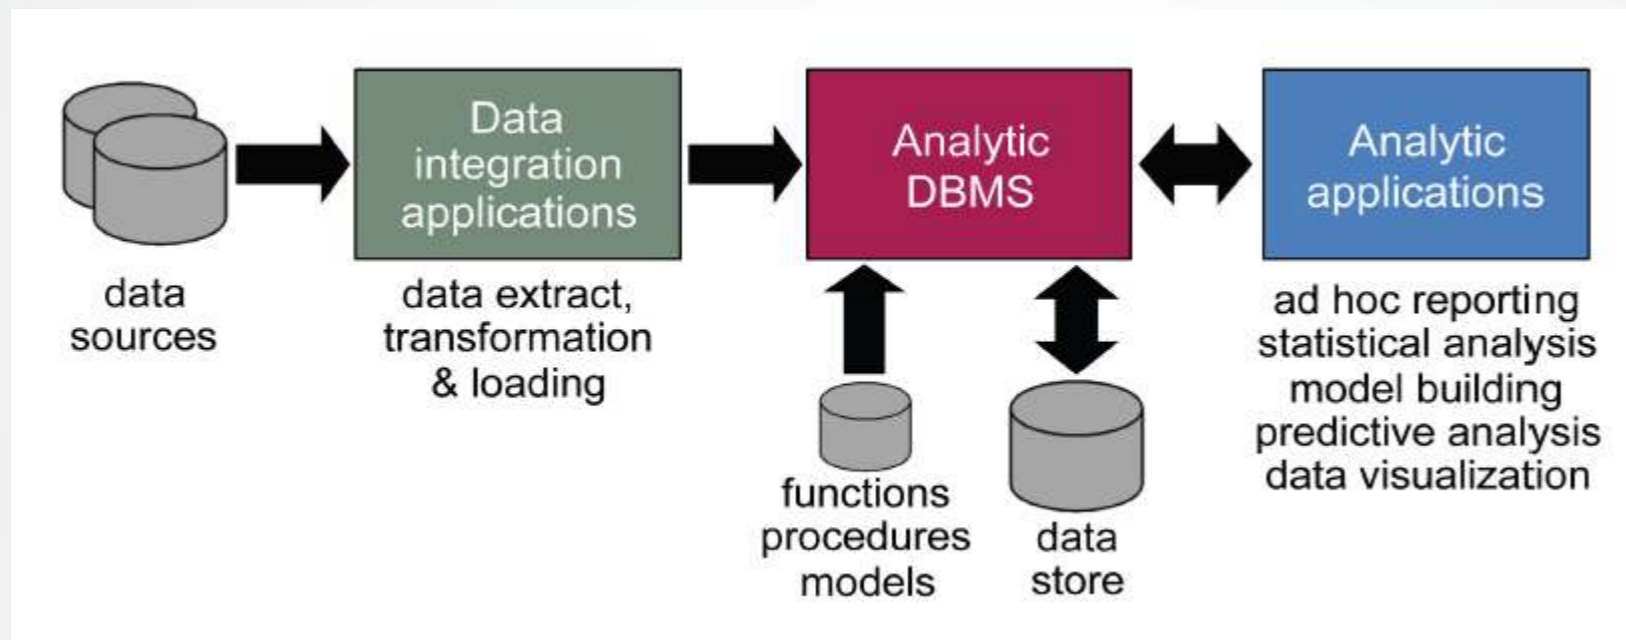 Data
integration
applications
Analytic
DBMS
Analytic
applications
data
sources
data extract,
transformation
& loading
ad hoc reporting
statistical analysis
model building
predictive analysis
data visualization
functions
procedures
models
data
store